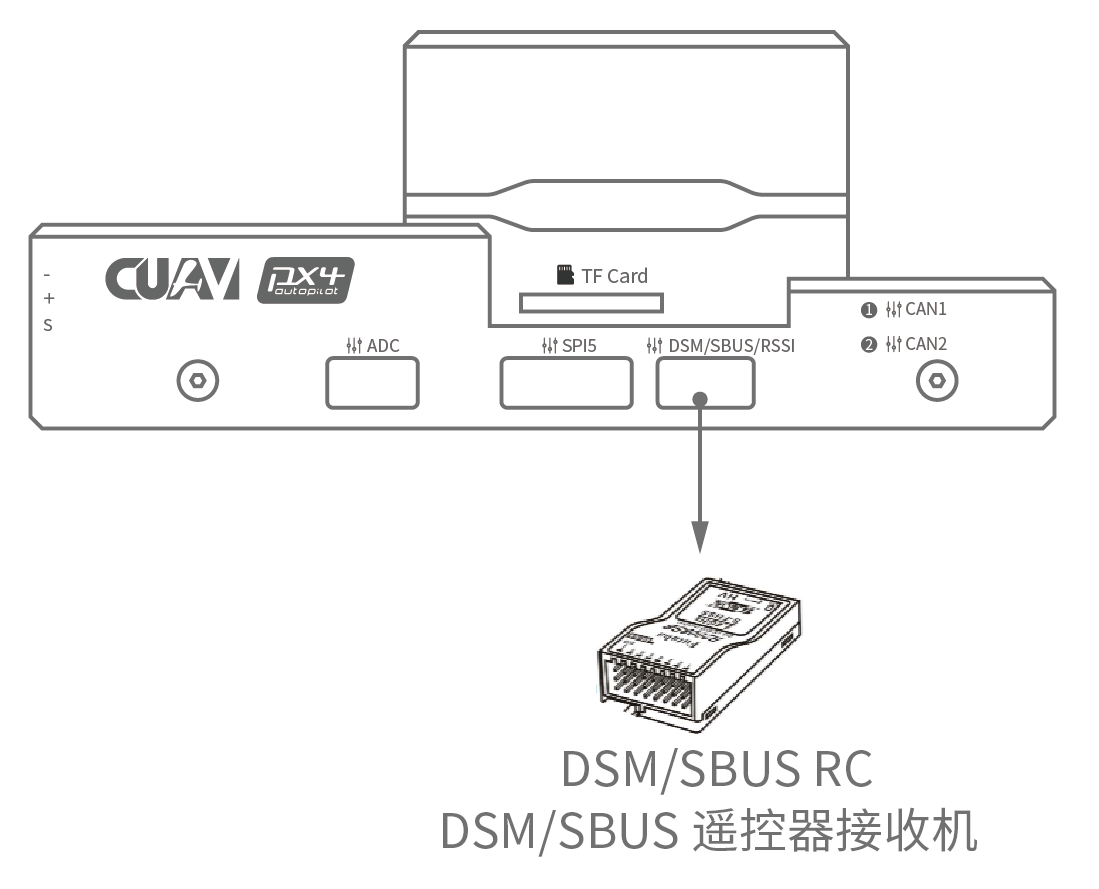 -
+
S
CUAV
px4
autopilot
TF Card
ADC
SPI5
DSM/SBUS/RSSI
1 CAN1
2 CAN2
DSM/SBUS RC
DSM/SBUS 遥控器接收机